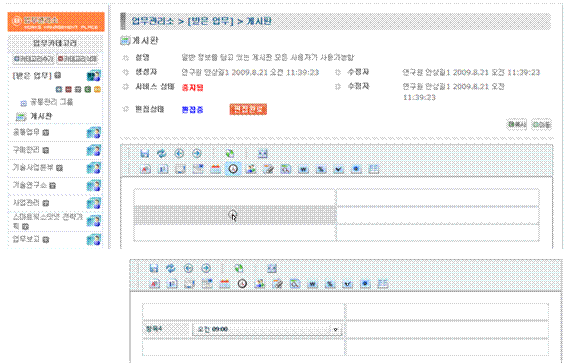 업무관리소
업무관리소 > [받은 업무] > 게시판
업무카테고리
게시판
설명 일반 정보를 담고 있는 게시판 모든 사용자가 사용가능함
[받은 업무]
생성자 연구원 안상길1 2009.8.21 오전 11:39:23 수정자 연구원 안상길1 2009.8.21 오전 11:39:23
공통관리 그룹
서비스 상태 중지됨 수정자 연구원 안상길1 2009.8.21 오전
11:39:23
게시판
편집상태 편집중 편집완료
공통업무
구매관리
기술사업본부
기술연구소
사업관리
스마트웍스닷넷 전략기
획
업무보고
항목4 오전 09:00